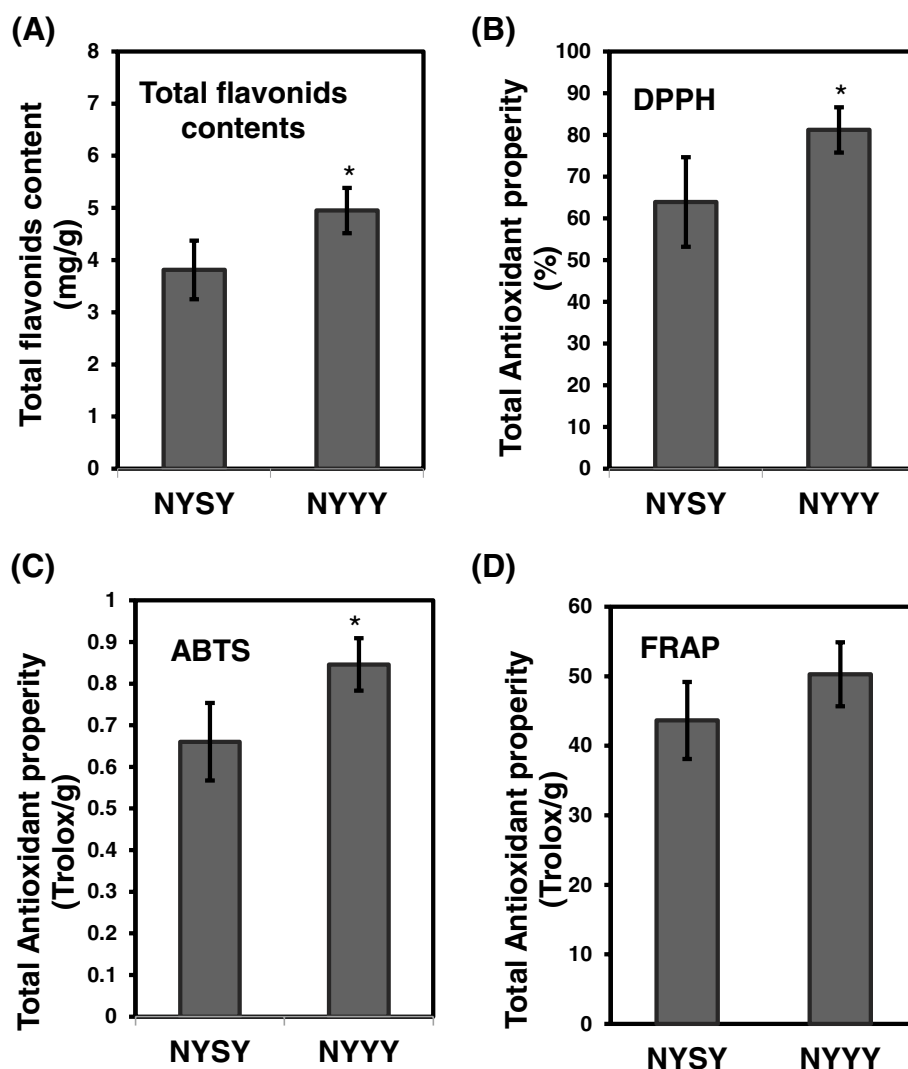 (A)
Total flavonids content
(mg/g)
8
7
6
5
4
3
2
1
0
Total flavonids
contents
*
NYSY NYYY
(B)
Total Antioxidant properity
(%)
100
90
80
70
60
50
40
30
20
10
0
DPPH
*
NYSY NYYY
(C)
Total Antioxidant properity
(Trolox/g)
1
0.9
0.8
0.7
0.6
0.5
0.4
0.3
0.2
0.1
0
ABTS
*
NYSY NYYY
(D)
Total Antioxidant properity
(Trolox/g)
60
50
40
30
20
10
0
FRAP
NYSY NYYY